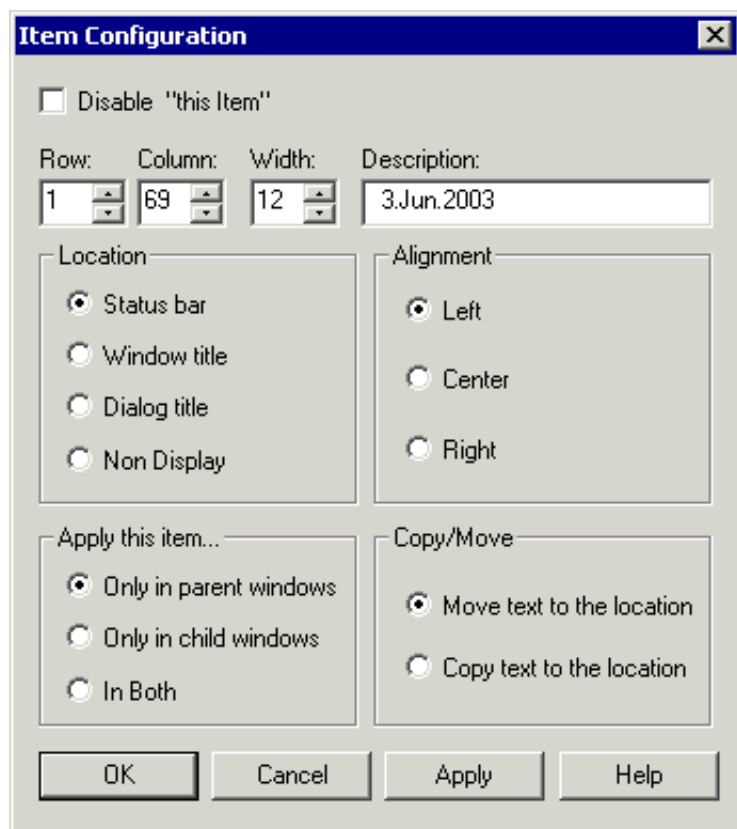 Item Configuration
Disable "this Item"
Row: Column: Width: Description:
1 69 12 3.Jun.2003
Location
Status bar
Window title
Dialog title
Non Display
Alignment
Left
Center
Right
Apply this item...
Only in parent windows
Only in child windows
In Both
Copy/Move
Move text to the location
Copy text to the location
OK Cancel Apply Help